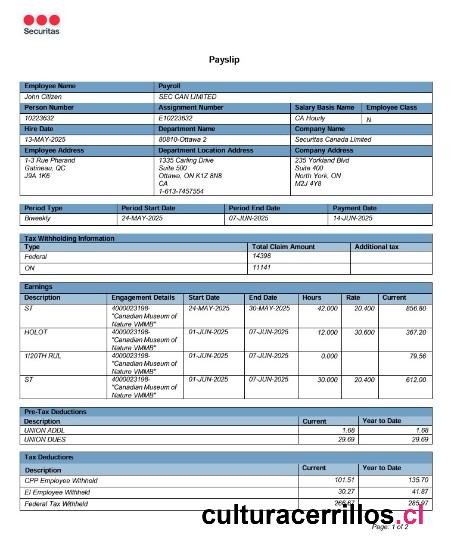 Securitas
Payslip
Employee Name Payroll
John Citizen SEC CAN LIMITED
Person Number Assignment Number Salary Basis Name Employee Class
10223632 E10223632 CA Hourly N
Hire Date Department Name Company Name
13-MAY-2025 80810-Ottawa 2 Securitas Canada Limited
Employee Address Department Location Address Company Address
1-3 Rue Pharand 1335 Carling Drive 235 Yorkland Blvd
Gatineau, QC Suite 500 Suite 400
J9A 1K6 Ottawa, ON K1Z 8N8 North York, ON
CA M2J 4Y8
1-613-7457554
Period Type Period Start Date Period End Date Payment Date
Biweekly 24-MAY-2025 07-JUN-2025 14-JUN-2025
Tax Withholding Information
Type Total Claim Amount Additional tax
Federal 14398
ON 11141
Earnings
Description Engagement Details Start Date End Date Hours Rate Current
ST 4000023198- 24-MAY-2025 30-MAY-2025 42.000 20.400 856.80
"Canadian Museum of
Nature VMMB"
HOLOT 4000023198- 01-JUN-2025 07-JUN-2025 12.000 30.600 367.20
"Canadian Museum of
Nature VMMB"
1/20TH RUL 4000023198- 01-JUN-2025 07-JUN-2025 0.000 79.56
"Canadian Museum of
Nature VMMB"
ST 4000023198- 01-JUN-2025 07-JUN-2025 30.000 20.400 612.00
"Canadian Museum of
Nature VMMB"
Pre-Tax Deductions
Description Current Year to Date
UNION ADDL 1.68 1.68
UNION DUES 29.69 29.69
Tax Deductions
Description Current Year to Date
CPP Employee Withheld 101.51 135.70
EI Employee Withheld 30.27 41.87
Federal Tax Withheld 285.97
culturacerrillos.cl
Page: 1 of 2